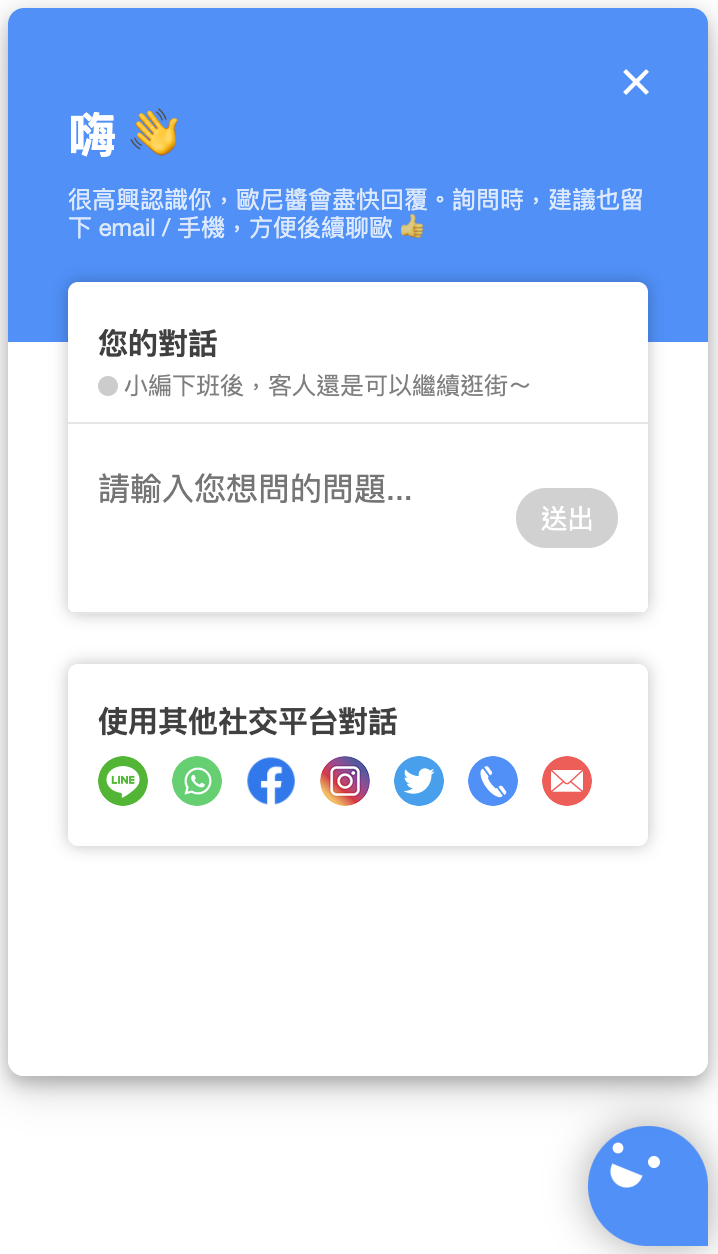 嗨 👋
很高興認識你，歐尼醬會盡快回覆。詢問時，建議也留
下 email / 手機，方便後續聊歐 👍
您的對話
小編下班後，客人還是可以繼續逛街～
請輸入您想問的問題...
送出
使用其他社交平台對話
LINE